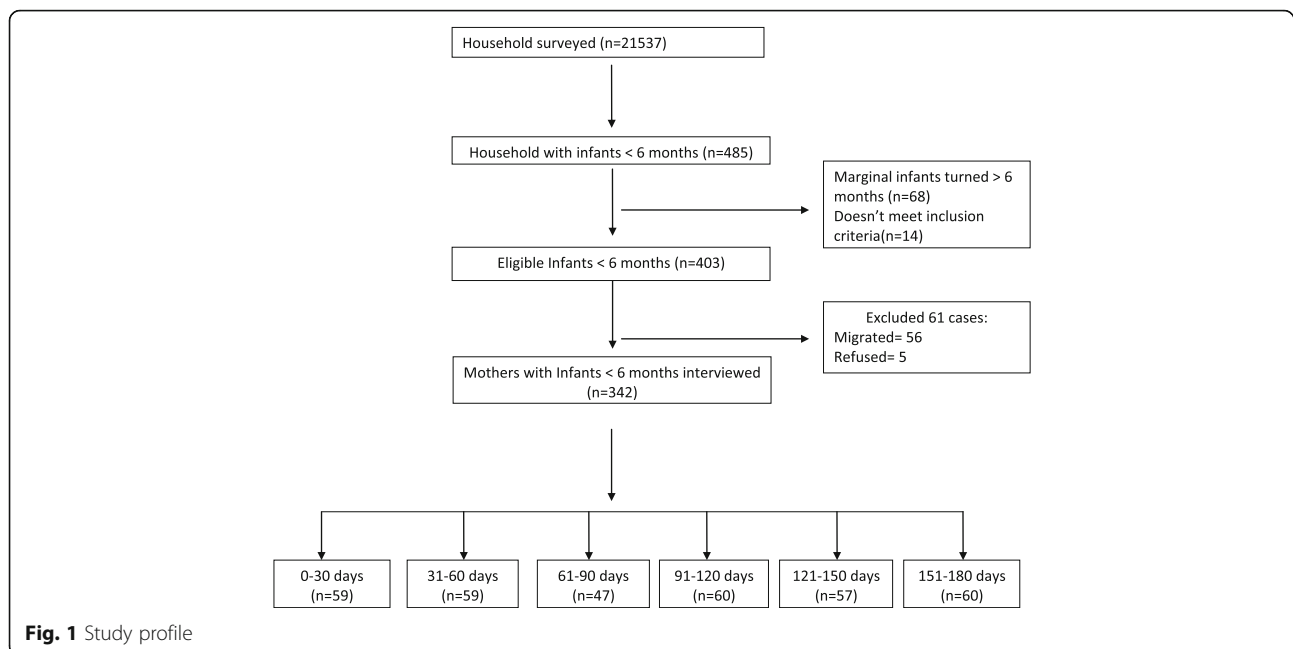 Household surveyed (n=21537)
Household with infants < 6 months (n=485)
Marginal infants turned > 6
months (n=68)
Doesn't meet inclusion
criteria(n=14)
Eligible Infants < 6 months (n=403)
Excluded 61 cases:
Migrated= 56
Refused= 5
Mothers with Infants < 6 months interviewed
(n=342)
0-30 days
(n=59)
31-60 days
(n=59)
61-90 days
(n=47)
91-120 days
(n=60)
121-150 days
(n=57)
151-180 days
(n=60)
Fig. 1 Study profile